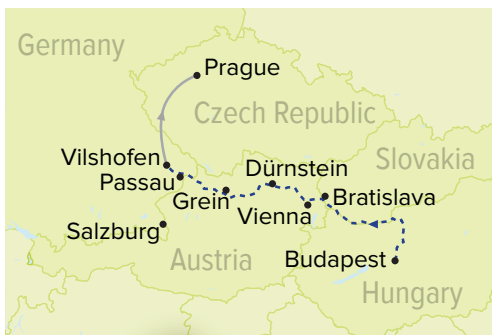 Germany
Prague
Czech Republic
Vilshofen
Passau
Dürnstein
Slovakia
Grein
Vienna
Bratislava
Salzburg
Austria
Budapest
Hungary